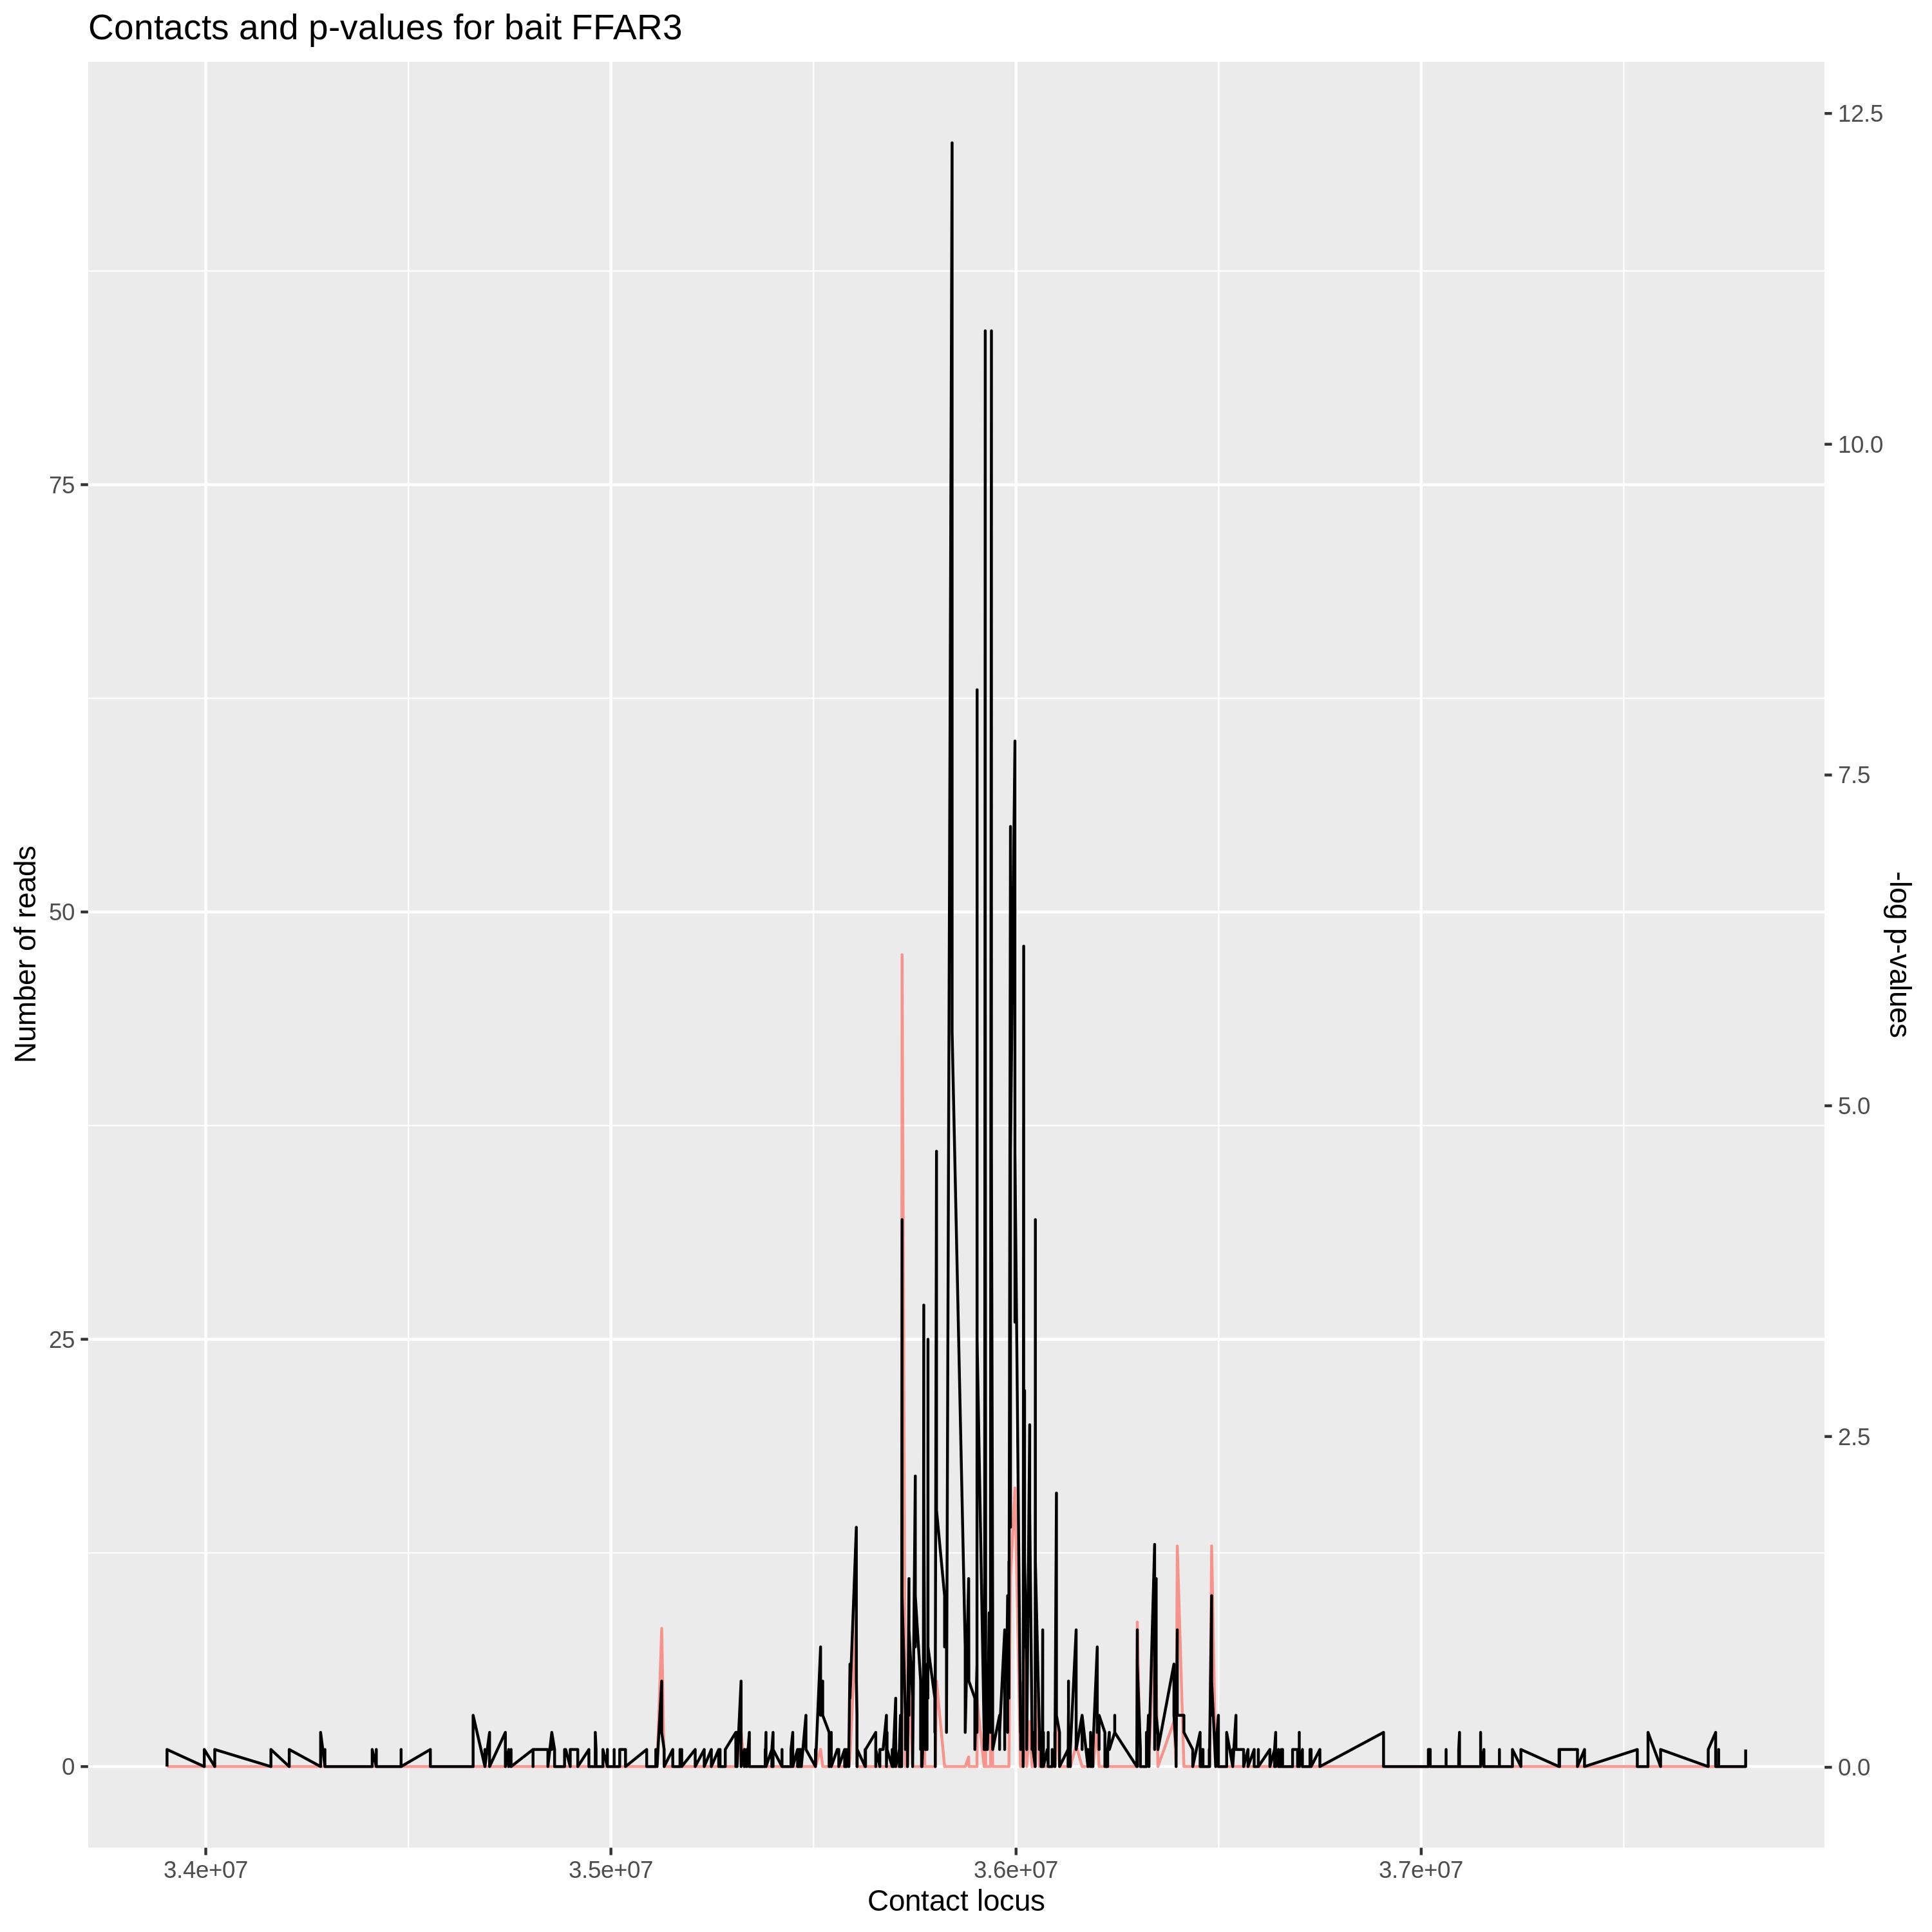 Contacts and p-values for bait FFAR3
12.5
10.0
7.5
5.0
2.5
0.0
-log p-values
75
50
25
0
Number of reads
3.4e+07 3.5e+07 3.6e+07 3.7e+07
Contact locus